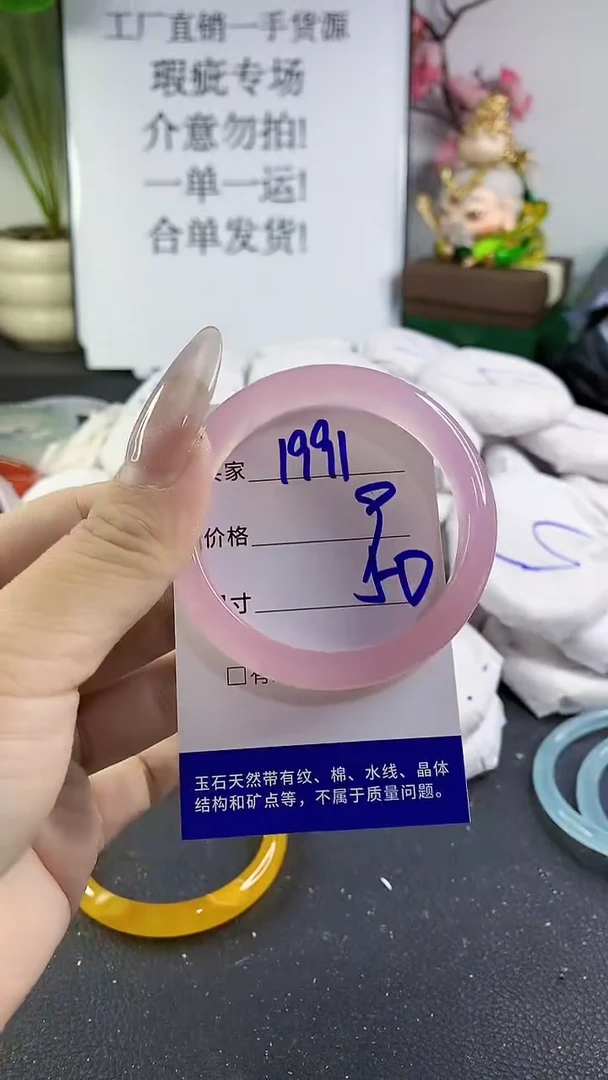 工厂直销一手货源
瑕疵专场
介意勿拍!
一单一运!
合单发货!
家 1991
价格
寸 50
玉石天然带有纹、棉、水线、晶体
结构和矿点等，不属于质量问题。